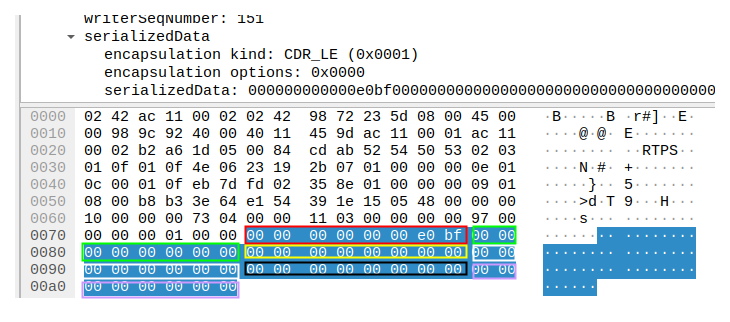 writerSeqNumber: 151
serializedData
encapsulation kind: CDR_LE (0x0001)
encapsulation options: 0x0000
serializedData: 000000000000e0bf00000000000000000000000000000000000
0000 02 42 ac 11 00 02 02 42 98 72 23 5d 08 00 45 00 ·B·····B ·r#]··E·
0010 00 98 9c 92 40 00 40 11 45 9d ac 11 00 01 ac 11 ····@·@· E·······
0020 00 02 b2 a6 1d 05 00 84 cd ab 52 54 50 53 02 03 ········ ··RTPS··
0030 01 0f 01 0f 4e 06 23 19 2b 07 01 00 00 00 0e 01 ····N·#· +·······
0040 0c 00 01 0f eb 7d fd 02 35 8e 01 00 00 00 09 01 ·····}·· 5·······
0050 08 00 b8 b3 3e 64 e1 54 39 1e 15 05 48 00 00 00 ····>d·T 9···H···
0060 10 00 00 00 73 04 00 00 11 03 00 00 00 00 97 00 ····s··· ········
0070 00 00 00 01 00 00 00 00 00 00 00 00 e0 bf 00 00 ········ ········
0080 00 00 00 00 00 00 00 00 00 00 00 00 00 00 00 00 ········ ········
0090 00 00 00 00 00 00 00 00 00 00 00 00 00 00 00 00 ········ ········
00a0 00 00 00 00 00 00 ······